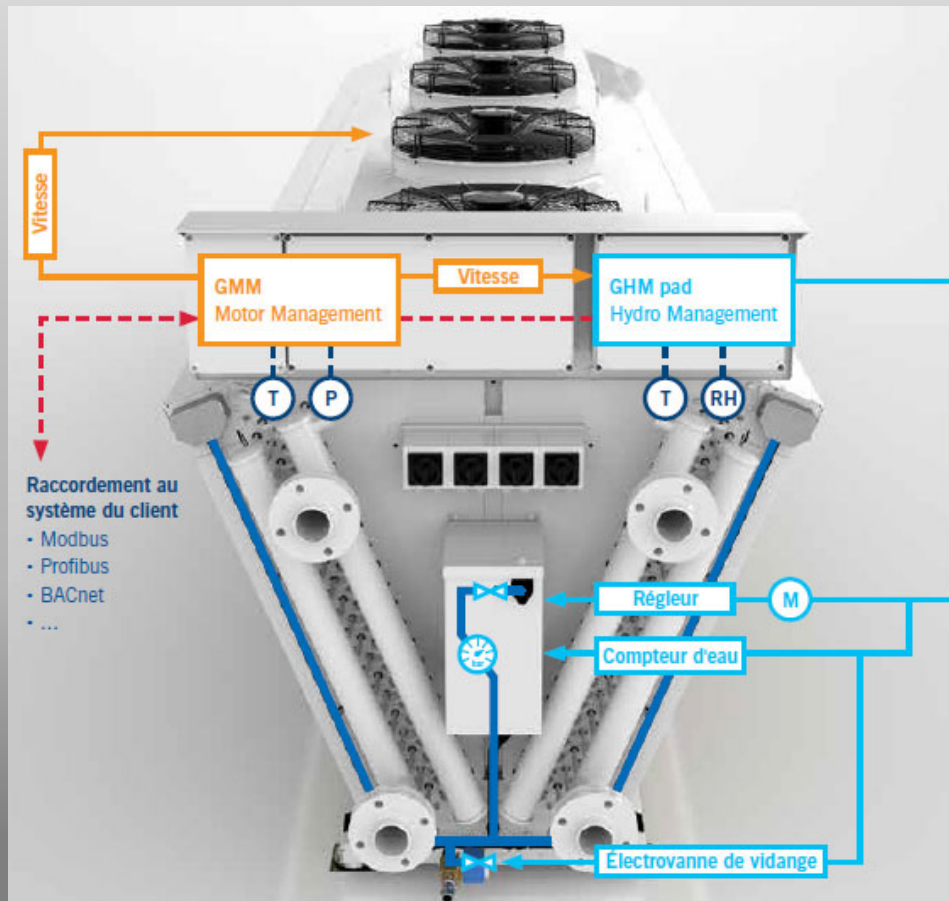 Vitesse
GMM
Motor Management
Vitesse
GHM pad
Hydro Management
T
P
T
RH
Raccordement au
système du client
• Modbus
• Profibus
• BACnet
• ...
Régleur
M
bar
Compteur d'eau
Électrovanne de vidange